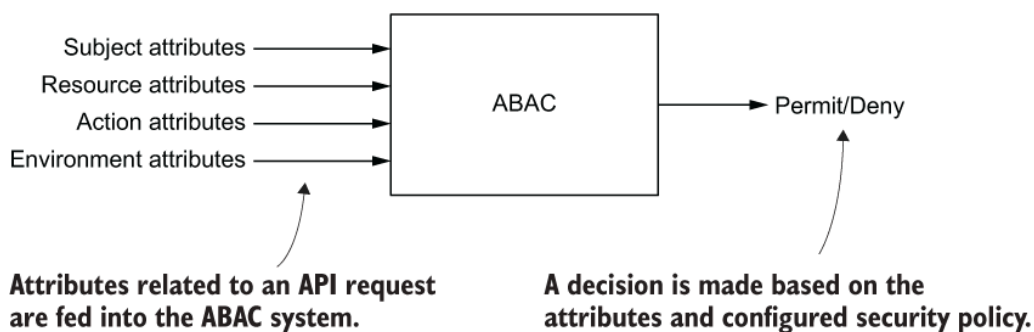 Subject attributes
Resource attributes
Action attributes
Environment attributes
ABAC
Permit/Deny
Attributes related to an API request
are fed into the ABAC system.
A decision is made based on the
attributes and configured security policy.